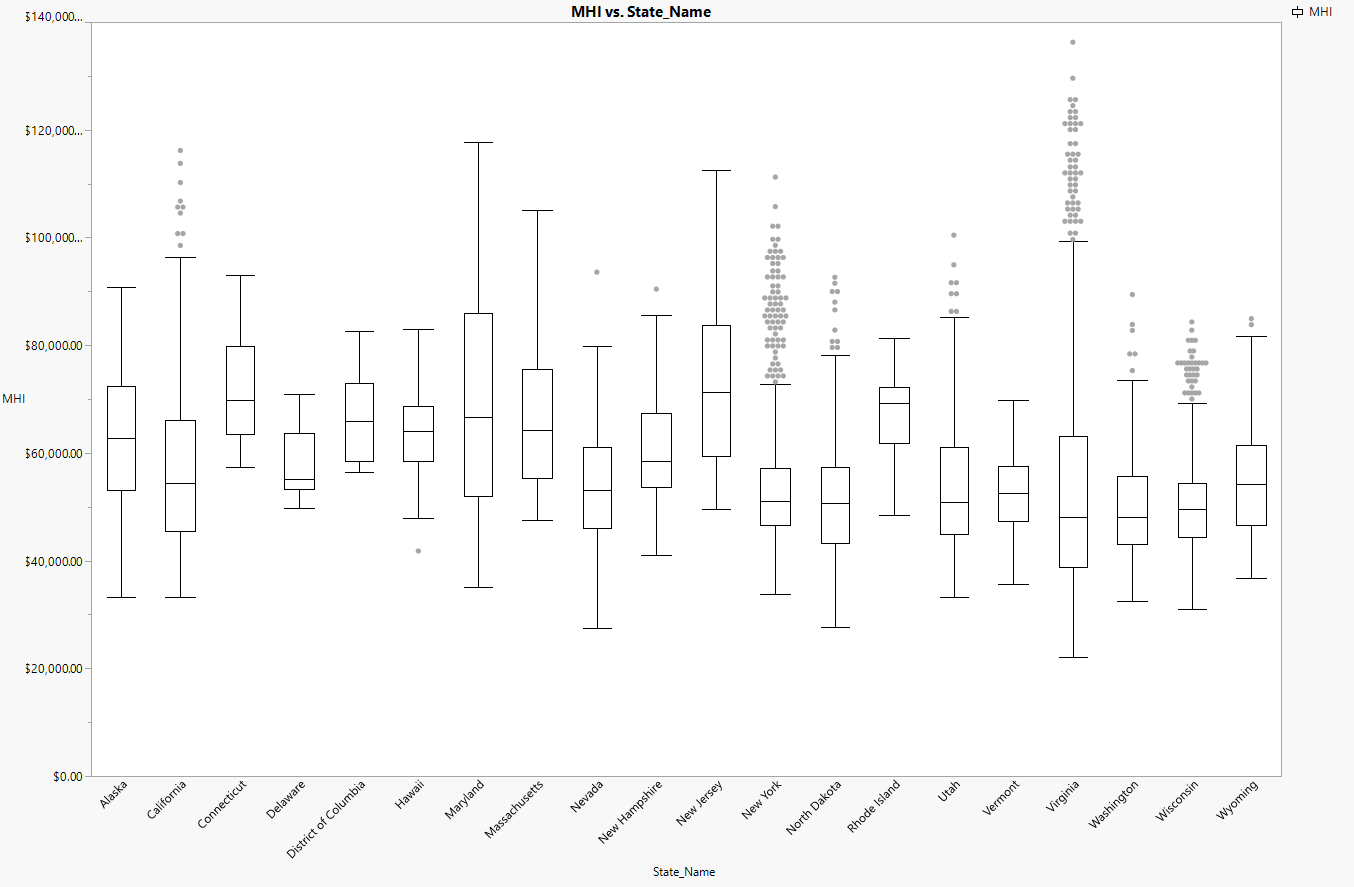 MHI vs. State_Name
MHI
$140,000...
$120,000...
$100,000...
$80,000.00
$60,000.00
$40,000.00
$20,000.00
$0.00
MHI
Alaska
California
Connecticut
Delaware
District of Columbia
Hawaii
Maryland
Massachusetts
Nevada
New Hampshire
New Jersey
New York
North Dakota
Rhode Island
Utah
Vermont
Virginia
Washington
Wisconsin
Wyoming
State_Name